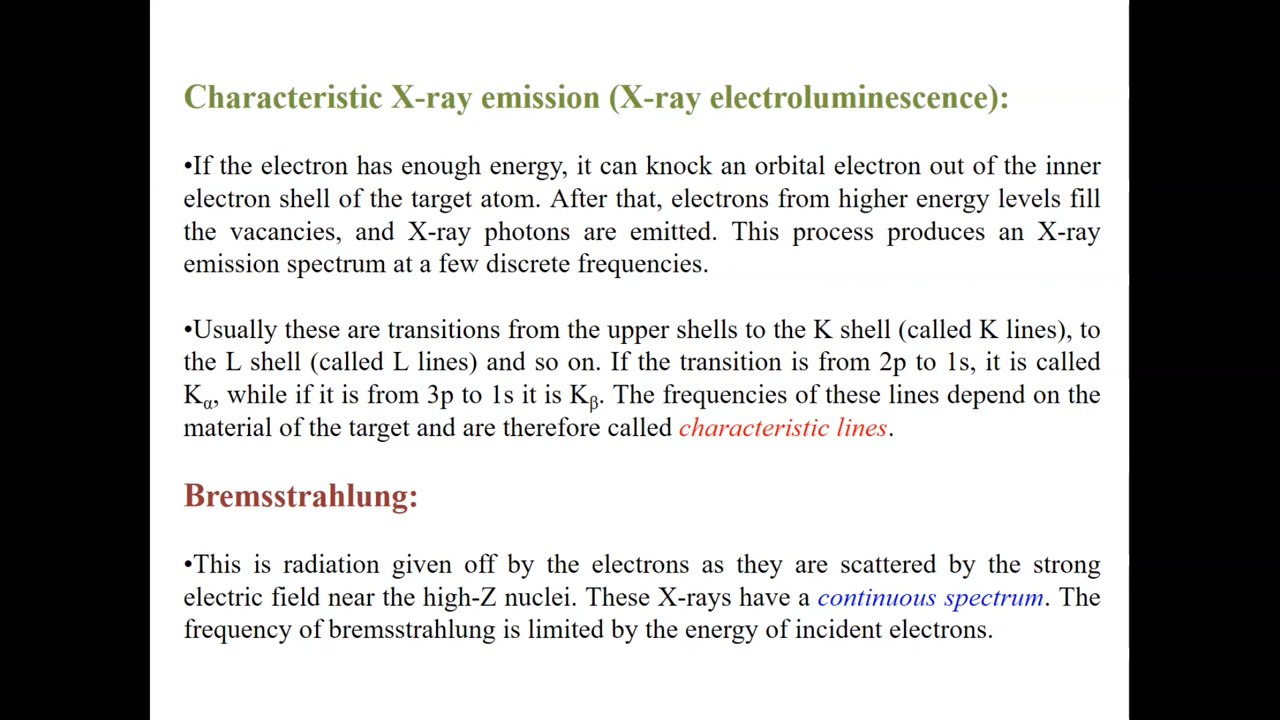 Characteristic X-ray emission (X-ray electroluminescence):
•If the electron has enough energy, it can knock an orbital electron out of the inner
electron shell of the target atom. After that, electrons from higher energy levels fill
the vacancies, and X-ray photons are emitted. This process produces an X-ray
emission spectrum at a few discrete frequencies.
•Usually these are transitions from the upper shells to the K shell (called K lines), to
the L shell (called L lines) and so on. If the transition is from 2p to 1s, it is called
Kα, while if it is from 3p to 1s it is Kβ. The frequencies of these lines depend on the
material of the target and are therefore called characteristic lines.
Bremsstrahlung:
•This is radiation given off by the electrons as they are scattered by the strong
electric field near the high-Z nuclei. These X-rays have a continuous spectrum. The
frequency of bremsstrahlung is limited by the energy of incident electrons.